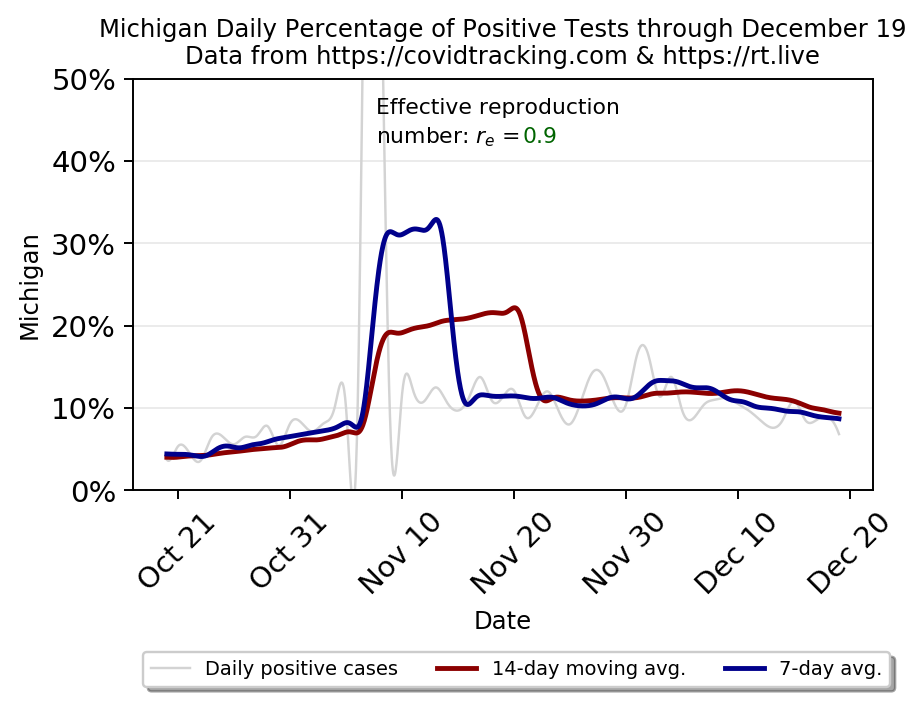 Michigan Daily Percentage of Positive Tests through December 19
Data from https://covidtracking.com & https://rt.live
50%
40%
30%
20%
10%
0%
Michigan
Effective reproduction
number: rₑ = 0.9
Oct 21
Oct 31
Nov 10
Nov 20
Nov 30
Dec 10
Dec 20
Date
Daily positive cases
14-day moving avg.
7-day avg.